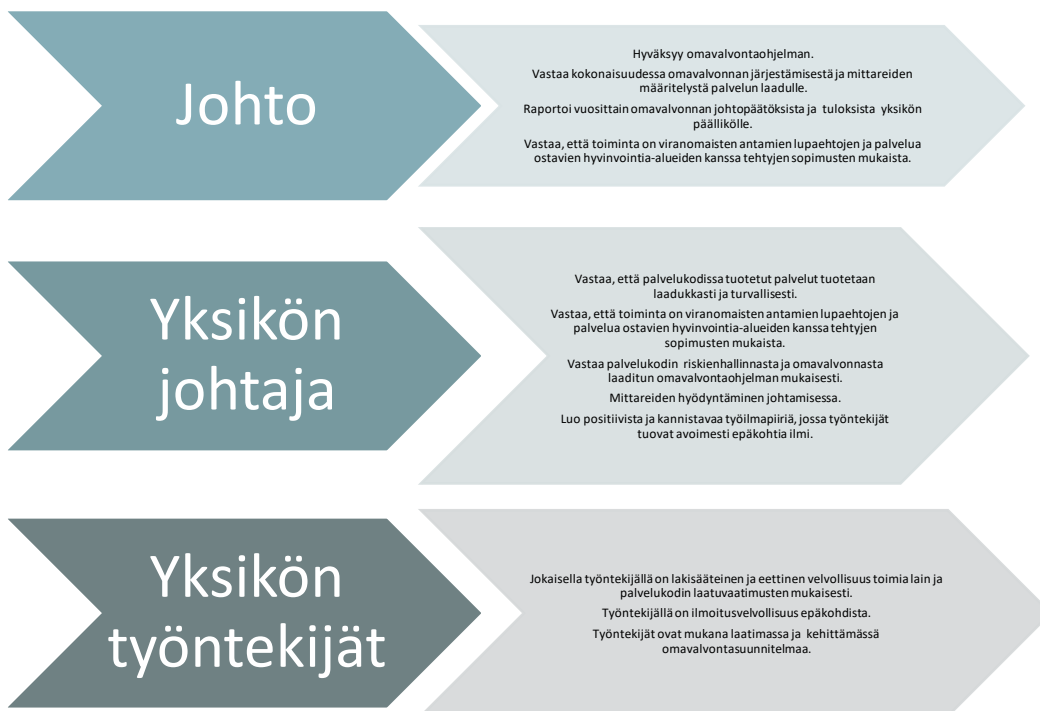 Johto
Hyväksyy omavalvontaohjelman.
Vastaa kokonaisuudessa omavalvonnan järjestämisestä ja mittareiden
määritelystä palvelun laadulle.
Raportoi vuosittain omavalvonnan johtopäätöksista ja tuloksista yksikön
päällikölle.
Vastaa, että toiminta on viranomaisten antamien lupaehtojen ja palvelua
ostavien hyvinvointia-alueiden kanssa tehtyjen sopimusten mukaista.
Yksikön
johtaja
Vastaa, että palvelukodissa tuotetut palvelut tuotetaan
laadukkasti ja turvallisesti.
Vastaa, että toiminta on viranomaisten antamien lupaehtojen ja
palvelua ostavien hyvinvointia-alueiden kanssa tehtyjen
sopimusten mukaista.
Vastaa palvelukodin riskienhallinnasta ja omavalvonnasta
laaditun omavalvontaohjelman mukaisesti.
Mittareiden hyödyntäminen johtamisessa.
Luo positiivista ja kannistavaa työilmapiiriä, jossa työntekijät
tuovat avoimesti epäkohtia ilmi.
Yksikön
työntekijät
Jokaisella työntekijällä on lakisääteinen ja eettinen velvollisuus toimia lain ja
palvelukodin laatuvaatimusten mukaisesti.
Työntekijällä on ilmoitusvelvollisuus epäkohdista.
Työntekijät ovat mukana laatimassa ja kehittämässä
omavalvontasuunnitelmaa.